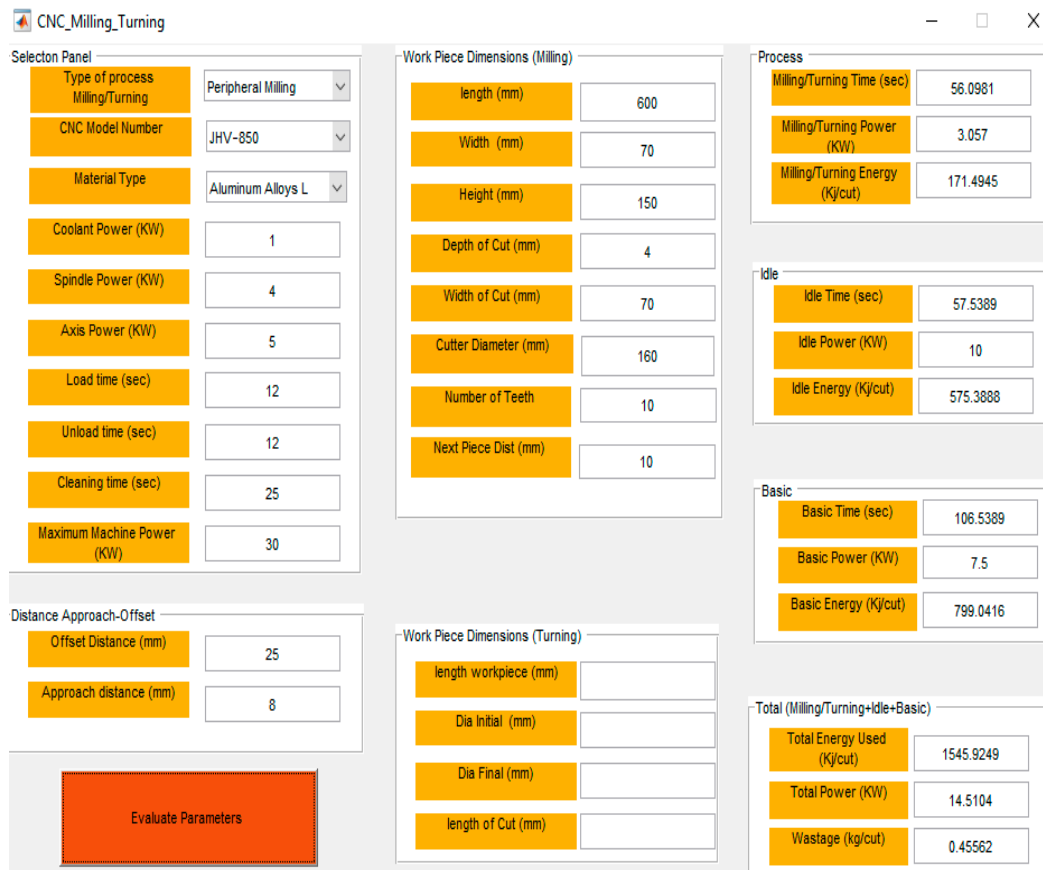 CNC_Milling_Turning
Selecton Panel
Type of process
Milling/Turning
Peripheral Milling
CNC Model Number
JHV-850
Material Type
Aluminum Alloys L
Coolant Power (KW)
1
Spindle Power (KW)
4
Axis Power (KW)
5
Load time (sec)
12
Unload time (sec)
12
Cleaning time (sec)
25
Maximum Machine Power
(KW)
30
Distance Approach-Offset
Offset Distance (mm)
25
Approach distance (mm)
8
Evaluate Parameters
Work Piece Dimensions (Milling)
length (mm)
600
Width (mm)
70
Height (mm)
150
Depth of Cut (mm)
4
Width of Cut (mm)
70
Cutter Diameter (mm)
160
Number of Teeth
10
Next Piece Dist (mm)
10
Work Piece Dimensions (Turning)
length workpiece (mm)
Dia Initial (mm)
Dia Final (mm)
length of Cut (mm)
Process
Milling/Turning Time (sec)
56.0981
Milling/Turning Power
(KW)
3.057
Milling/Turning Energy
(Kj/cut)
171.4945
Idle
Idle Time (sec)
57.5389
Idle Power (KW)
10
Idle Energy (Kj/cut)
575.3888
Basic
Basic Time (sec)
106.5389
Basic Power (KW)
7.5
Basic Energy (Kj/cut)
799.0416
Total (Milling/Turning+Idle+Basic)
Total Energy Used
(Kj/cut)
1545.9249
Total Power (KW)
14.5104
Wastage (kg/cut)
0.45562